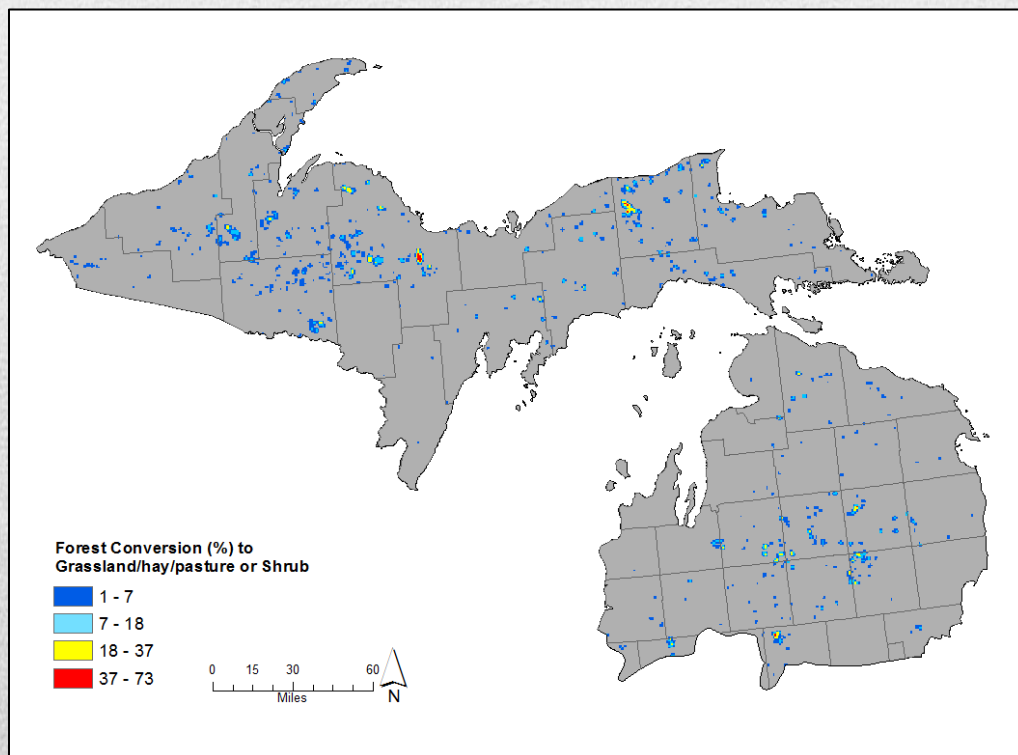 Forest Conversion (%) to
Grassland/hay/pasture or Shrub
1 - 7
7 - 18
18 - 37
37 - 73
0 15 30 60
Miles
N